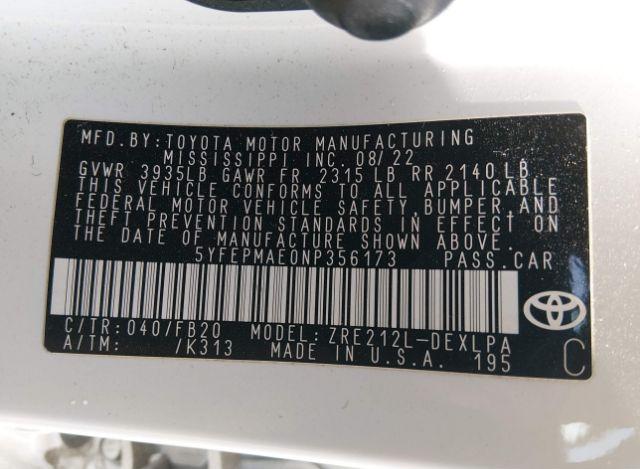 MFD.BY:TOYOTA MOTOR MANUFACTURING
MISSISSIPPI INC. 08/22
GVWR 3935LB GAWR FR 2315 LB RR 2140 LB
THIS VEHICLE CONFORMS TO ALL APPLICABLE
FEDERAL MOTOR VEHICLE SAFETY, BUMPER, AND
THEFT PREVENTION STANDARDS IN EFFECT ON
THE DATE OF MANUFACTURE SHOWN ABOVE.
5YFEPMAE0NP356173 PASS.CAR
C/TR:040/FB20 MODEL:ZRE212L-DEXLPA
A/TM: /K313 MADE IN U.S.A. 195
C